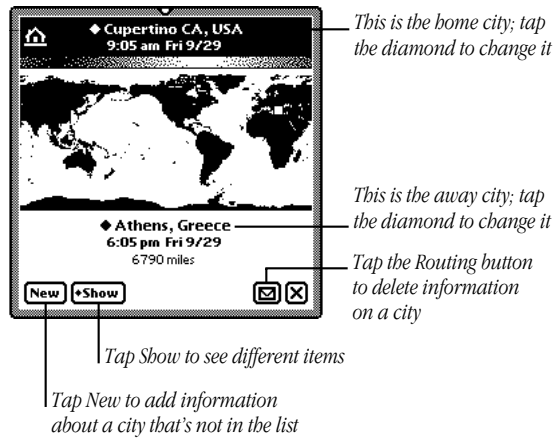 ◆ Cupertino CA, USA
9:05 am Fri 9/29
This is the home city; tap
the diamond to change it
◆ Athens, Greece
6:05 pm Fri 9/29
6790 miles
This is the away city; tap
the diamond to change it
Tap the Routing button
to delete information
on a city
New
◆Show
Tap Show to see different items
Tap New to add information
about a city that's not in the list